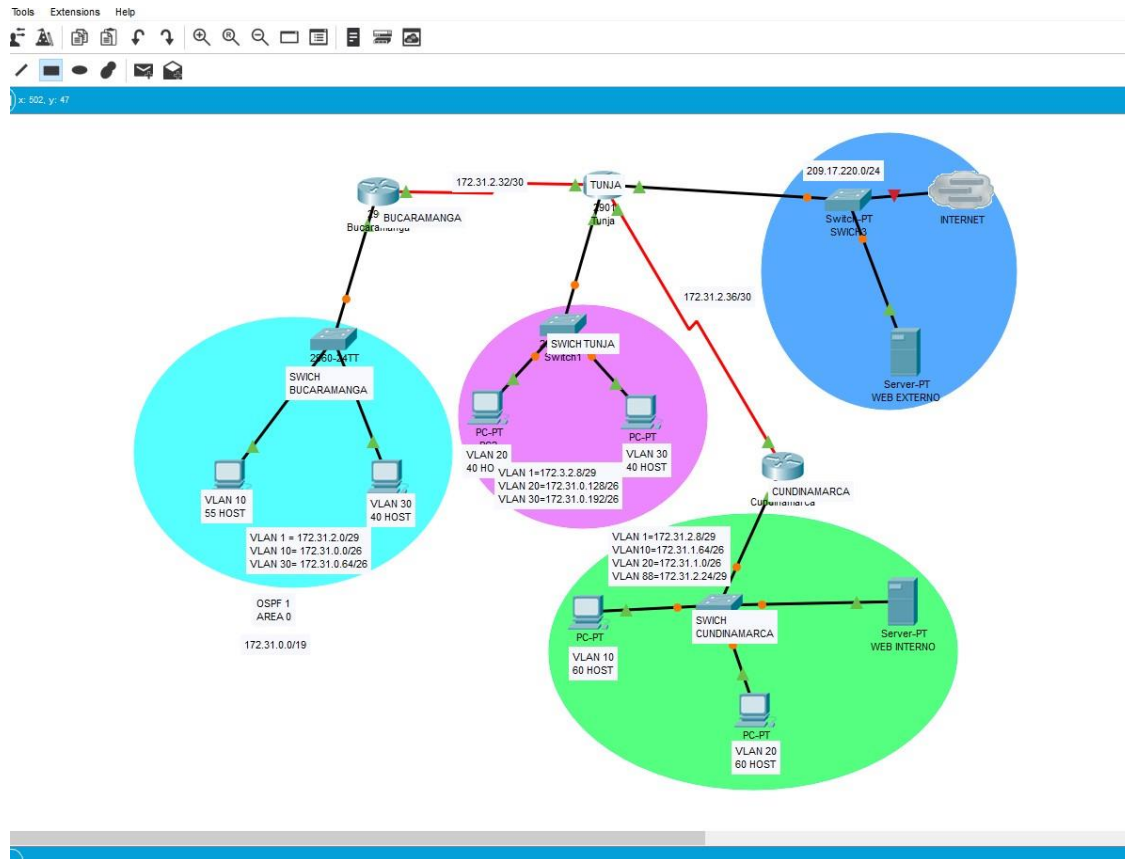 Tools Extensions Help
x: 502, y: 47
172.31.2.32/30
TUNJA
Tunja
209.17.220.0/24
BUCARAMANGA
Switch-PT
SWICH3
INTERNET
172.31.2.36/30
2960-24TT
SWICH
BUCARAMANGA
SWICH TUNJA
Switch1
Server-PT
WEB EXTERNO
PC-PT
PC-PT
VLAN 10
55 HOST
VLAN 30
40 HOST
VLAN 20
VLAN 30
40 HOST
VLAN 1=172.3.2.8/29
VLAN 20=172.31.0.128/26
VLAN 30=172.31.0.192/26
CUNDINAMARCA
VLAN 1 = 172.31.2.0/29
VLAN 10= 172.31.0.0/26
VLAN 30= 172.31.0.64/26
VLAN 1=172.31.2.8/29
VLAN10=172.31.1.64/26
VLAN 20=172.31.1.0/26
VLAN 88=172.31.2.24/29
OSPF 1
AREA 0
172.31.0.0/19
SWICH
CUNDINAMARCA
PC-PT
VLAN 10
60 HOST
Server-PT
WEB INTERNO
PC-PT
VLAN 20
60 HOST